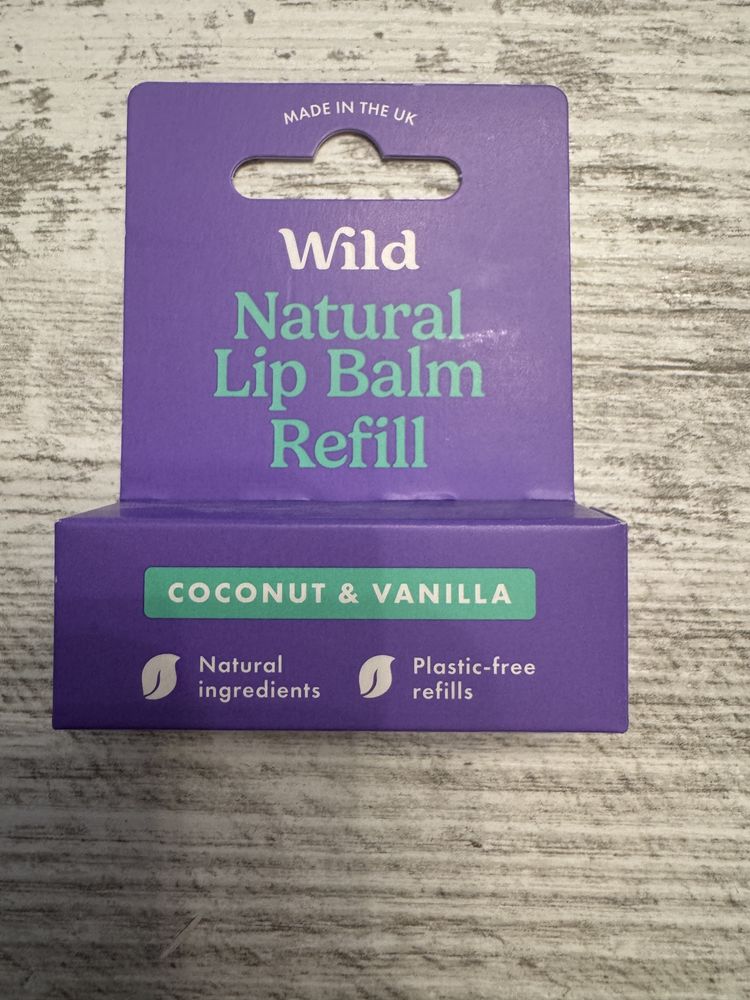 MADE IN THE UK
Wild
Natural
Lip Balm
Refill
COCONUT & VANILLA
Natural
ingredients
Plastic-free
refills